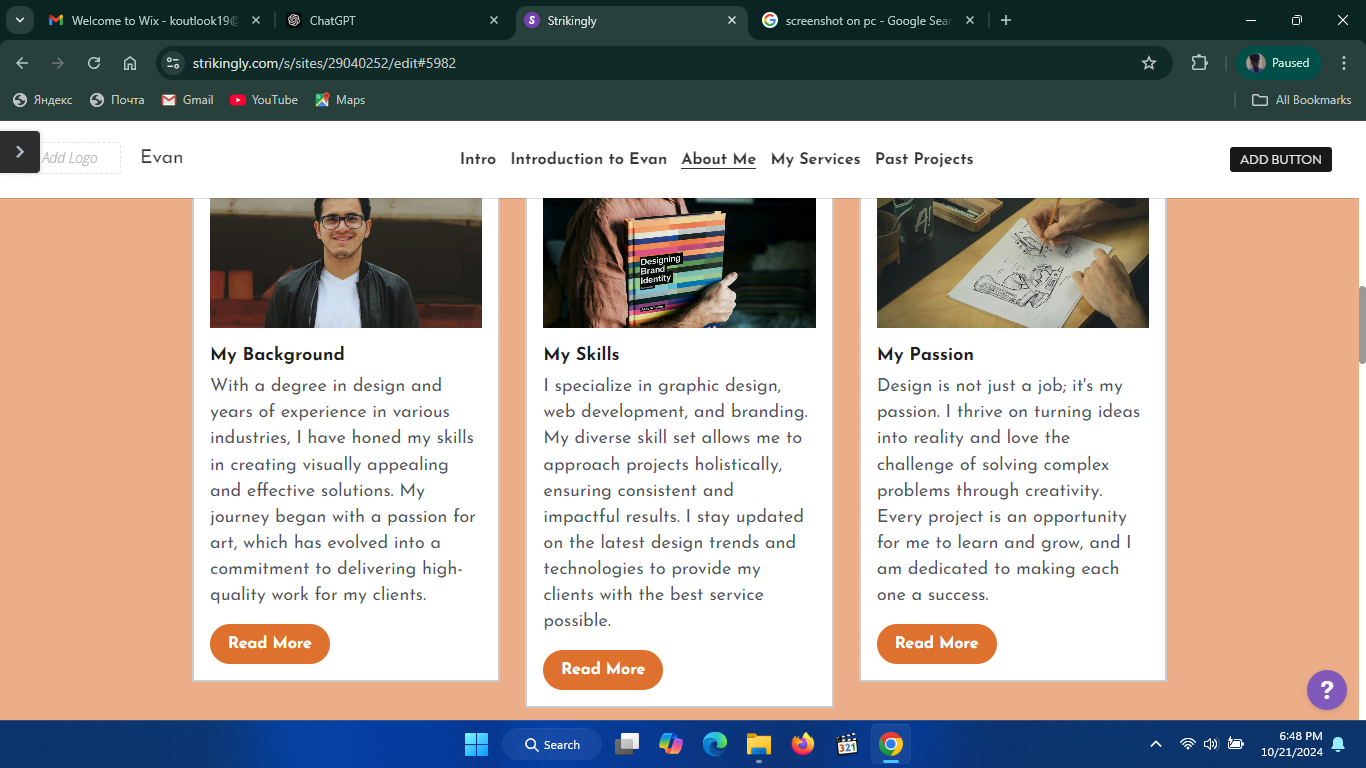 Welcome to Wix - koutlook19@
ChatGPT
S
Strikingly
screenshot on pc - Google Sear
strikingly.com/s/sites/29040252/edit#5982
Paused
Яндекс
Почта
Gmail
YouTube
Maps
All Bookmarks
Add Logo
Evan
Intro
Introduction to Evan
About Me
My Services
Past Projects
ADD BUTTON
Designing
Brand
Identity
A!
My Background
With a degree in design and
years of experience in various
industries, I have honed my skills
in creating visually appealing
and effective solutions. My
journey began with a passion for
art, which has evolved into a
commitment to delivering high-
quality work for my clients.
Read More
My Skills
I specialize in graphic design,
web development, and branding.
My diverse skill set allows me to
approach projects holistically,
ensuring consistent and
impactful results. I stay updated
on the latest design trends and
technologies to provide my
clients with the best service
possible.
Read More
My Passion
Design is not just a job; it's my
passion. I thrive on turning ideas
into reality and love the
challenge of solving complex
problems through creativity.
Every project is an opportunity
for me to learn and grow, and I
am dedicated to making each
one a success.
Read More
?
Search
321
6:48 PM
10/21/2024